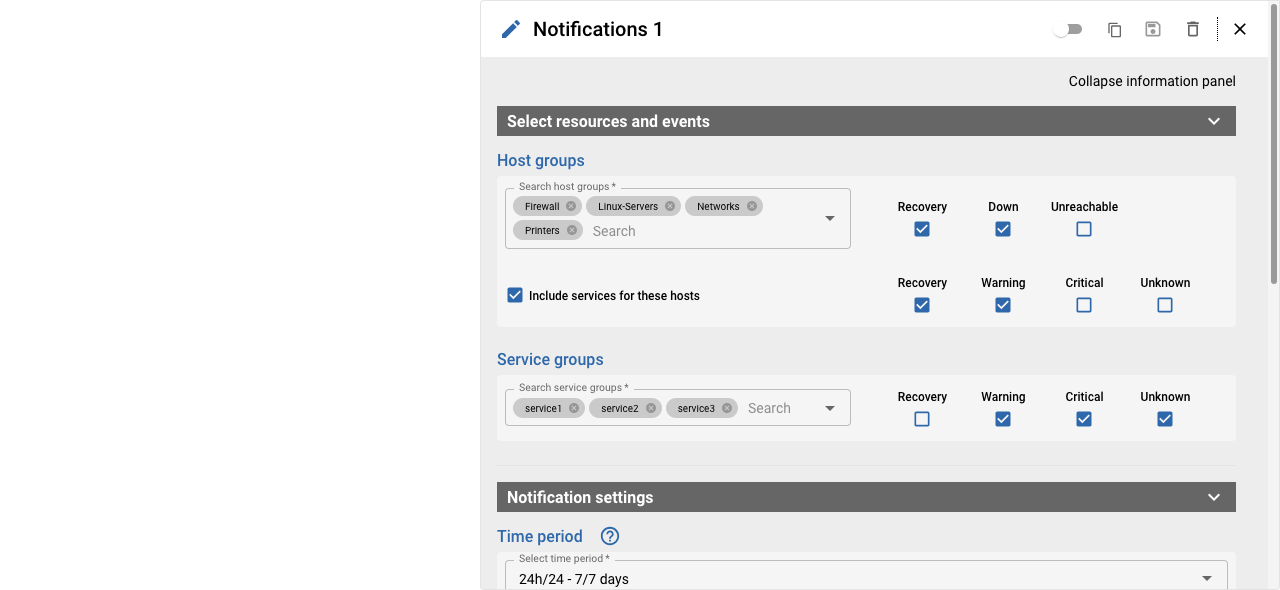 Notifications 1
Collapse information panel
Select resources and events
Host groups
Search host groups *
Firewall Linux-Servers Networks
Printers Search
Recovery Down Unreachable
Include services for these hosts
Recovery Warning Critical Unknown
Service groups
Search service groups *
service1 service2 service3 Search
Recovery Warning Critical Unknown
Notification settings
Time period ?
Select time period *
24h/24 - 7/7 days